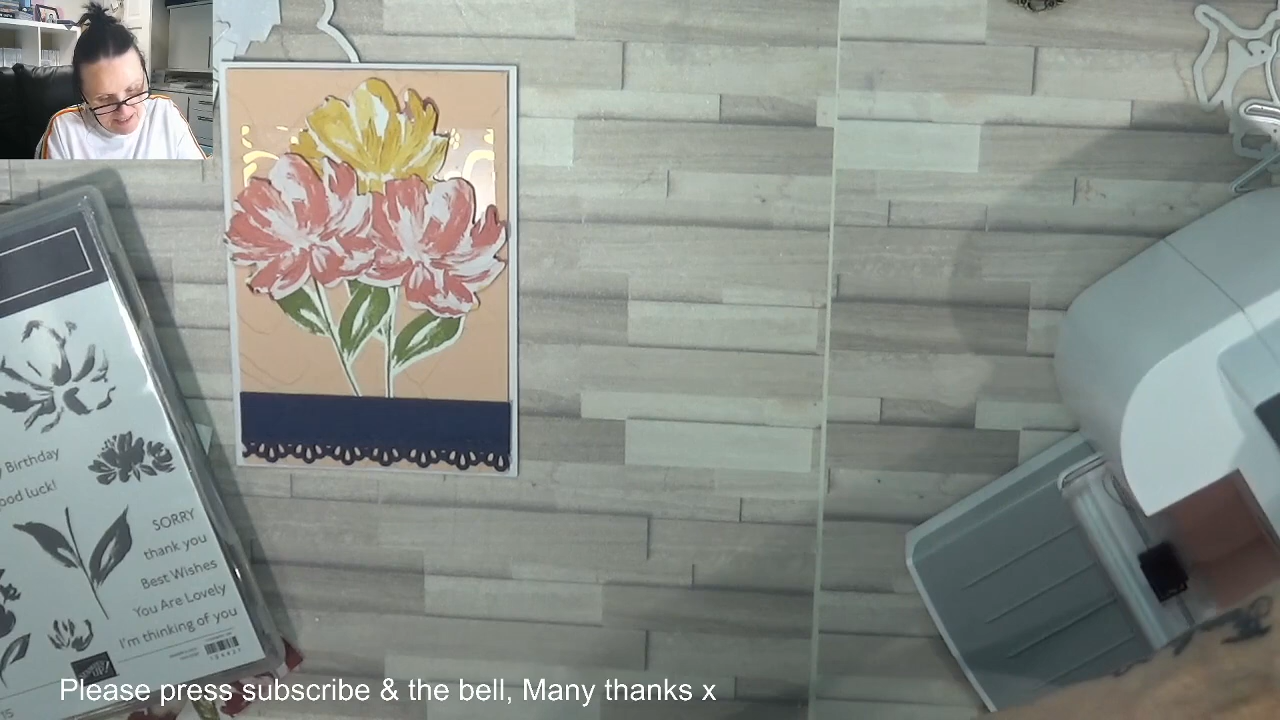 y Birthday
ood luck!
SORRY
thank you
Best Wishes
You Are Lovely
I'm thinking of you
15
Please press subscribe & the bell, Many thanks x